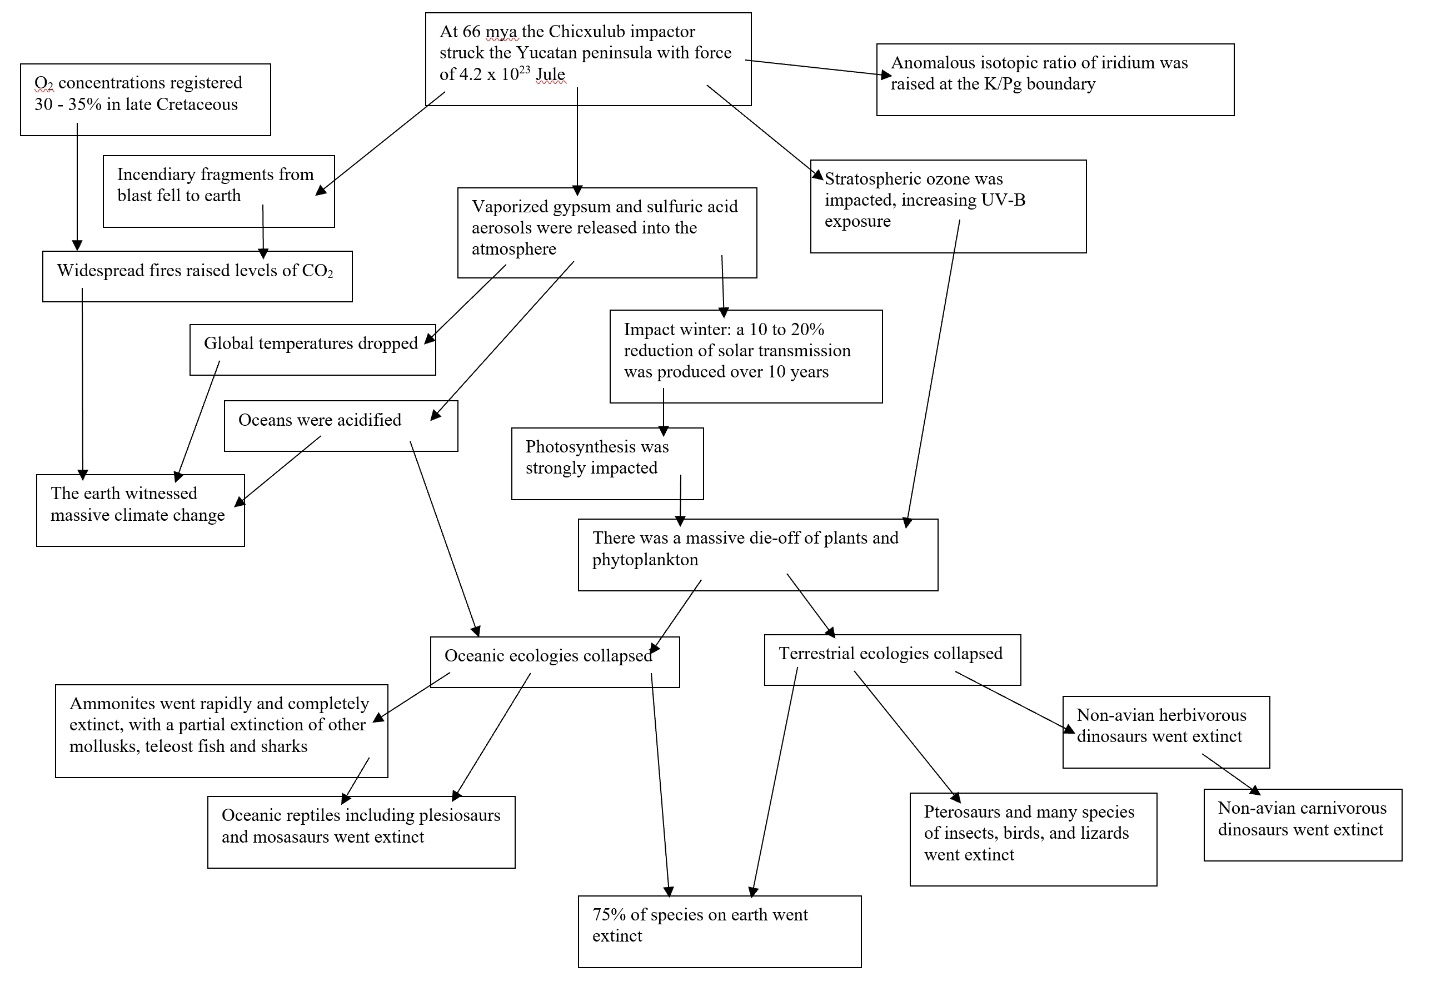 At 66 mya the Chicxulub impactor
struck the Yucatan peninsula with force
of 4.2 x 10²³ Jule
Anomalous isotopic ratio of iridium was
raised at the K/Pg boundary
O₂ concentrations registered
30 - 35% in late Cretaceous
Incendiary fragments from
blast fell to earth
Vaporized gypsum and sulfuric acid
aerosols were released into the
atmosphere
Stratospheric ozone was
impacted, increasing UV-B
exposure
Widespread fires raised levels of CO₂
Global temperatures dropped
Impact winter: a 10 to 20%
reduction of solar transmission
was produced over 10 years
Oceans were acidified
Photosynthesis was
strongly impacted
The earth witnessed
massive climate change
There was a massive die-off of plants and
phytoplankton
Oceanic ecologies collapsed
Terrestrial ecologies collapsed
Ammonites went rapidly and completely
extinct, with a partial extinction of other
mollusks, teleost fish and sharks
Non-avian herbivorous
dinosaurs went extinct
Oceanic reptiles including plesiosaurs
and mosasaurs went extinct
Pterosaurs and many species
of insects, birds, and lizards
went extinct
Non-avian carnivorous
dinosaurs went extinct
75% of species on earth went
extinct